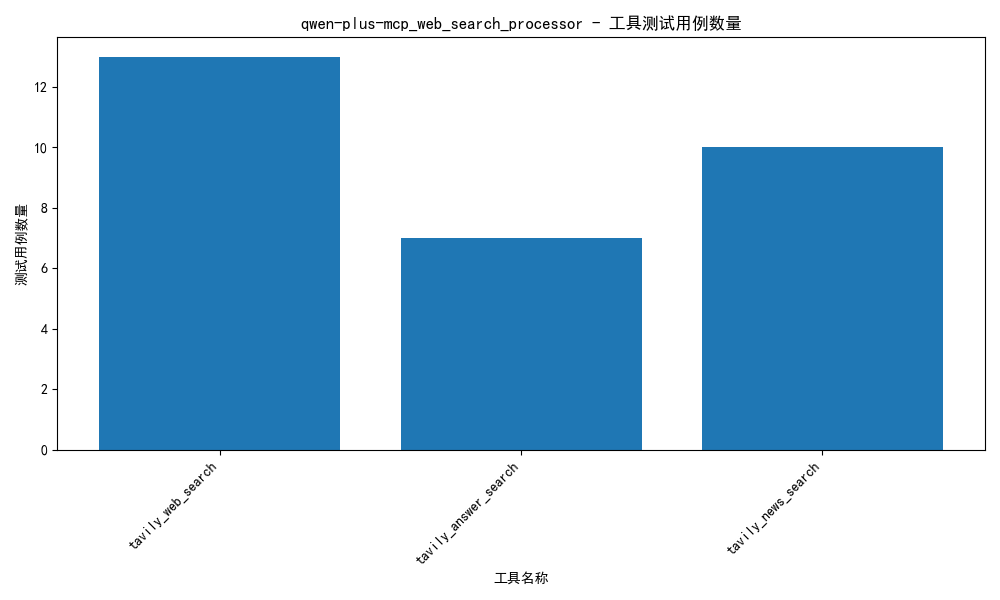 qwen-plus-mcp_web_search_processor - 工具测试用例数量
测试用例数量
12
10
8
6
4
2
0
tavily_web_search
tavily_answer_search
tavily_news_search
工具名称